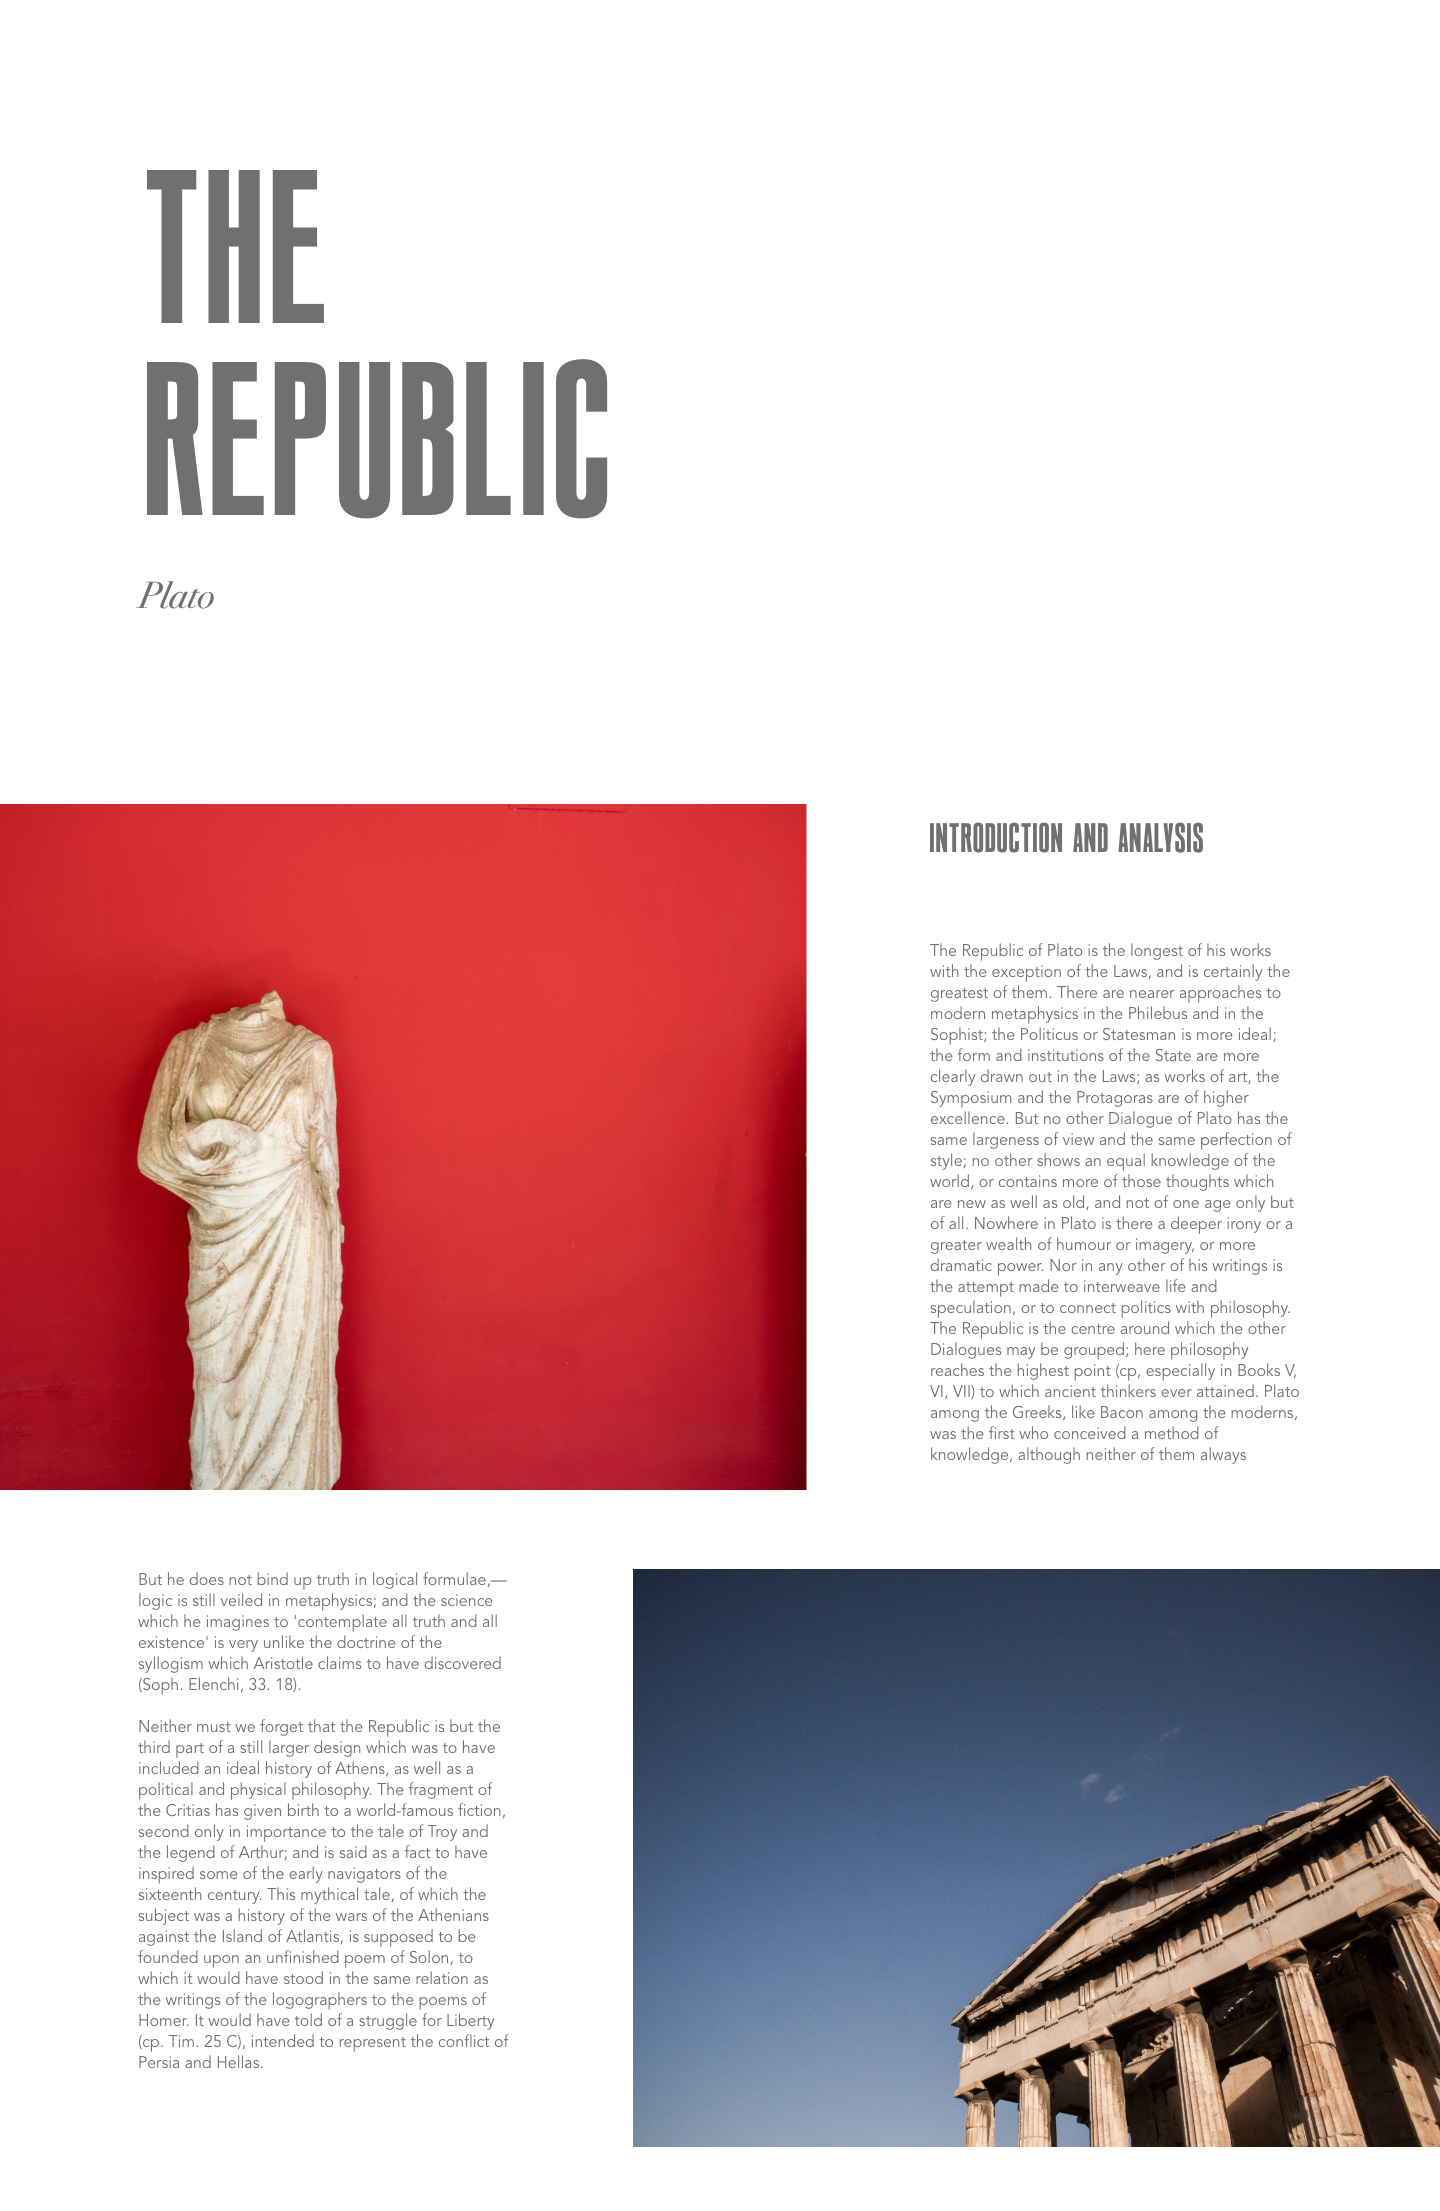 THE
REPUBLIC
Plato
INTRODUCTION AND ANALYSIS
The Republic of Plato is the longest of his works
with the exception of the Laws, and is certainly the
greatest of them. There are nearer approaches to
modern metaphysics in the Philebus and in the
Sophist; the Politicus or Statesman is more ideal;
the form and institutions of the State are more
clearly drawn out in the Laws; as works of art, the
Symposium and the Protagoras are of higher
excellence. But no other Dialogue of Plato has the
same largeness of view and the same perfection of
style; no other shows an equal knowledge of the
world, or contains more of those thoughts which
are new as well as old, and not of one age only but
of all. Nowhere in Plato is there a deeper irony or a
greater wealth of humour or imagery, or more
dramatic power. Nor in any other of his writings is
the attempt made to interweave life and
speculation, or to connect politics with philosophy.
The Republic is the centre around which the other
Dialogues may be grouped; here philosophy
reaches the highest point (cp, especially in Books V,
VI, VII) to which ancient thinkers ever attained. Plato
among the Greeks, like Bacon among the moderns,
was the first who conceived a method of
knowledge, although neither of them always
But he does not bind up truth in logical formulae,—
logic is still veiled in metaphysics; and the science
which he imagines to 'contemplate all truth and all
existence' is very unlike the doctrine of the
syllogism which Aristotle claims to have discovered
(Soph. Elenchi, 33. 18).
Neither must we forget that the Republic is but the
third part of a still larger design which was to have
included an ideal history of Athens, as well as a
political and physical philosophy. The fragment of
the Critias has given birth to a world-famous fiction,
second only in importance to the tale of Troy and
the legend of Arthur; and is said as a fact to have
inspired some of the early navigators of the
sixteenth century. This mythical tale, of which the
subject was a history of the wars of the Athenians
against the Island of Atlantis, is supposed to be
founded upon an unfinished poem of Solon, to
which it would have stood in the same relation as
the writings of the logographers to the poems of
Homer. It would have told of a struggle for Liberty
(cp. Tim. 25 C), intended to represent the conflict of
Persia and Hellas.